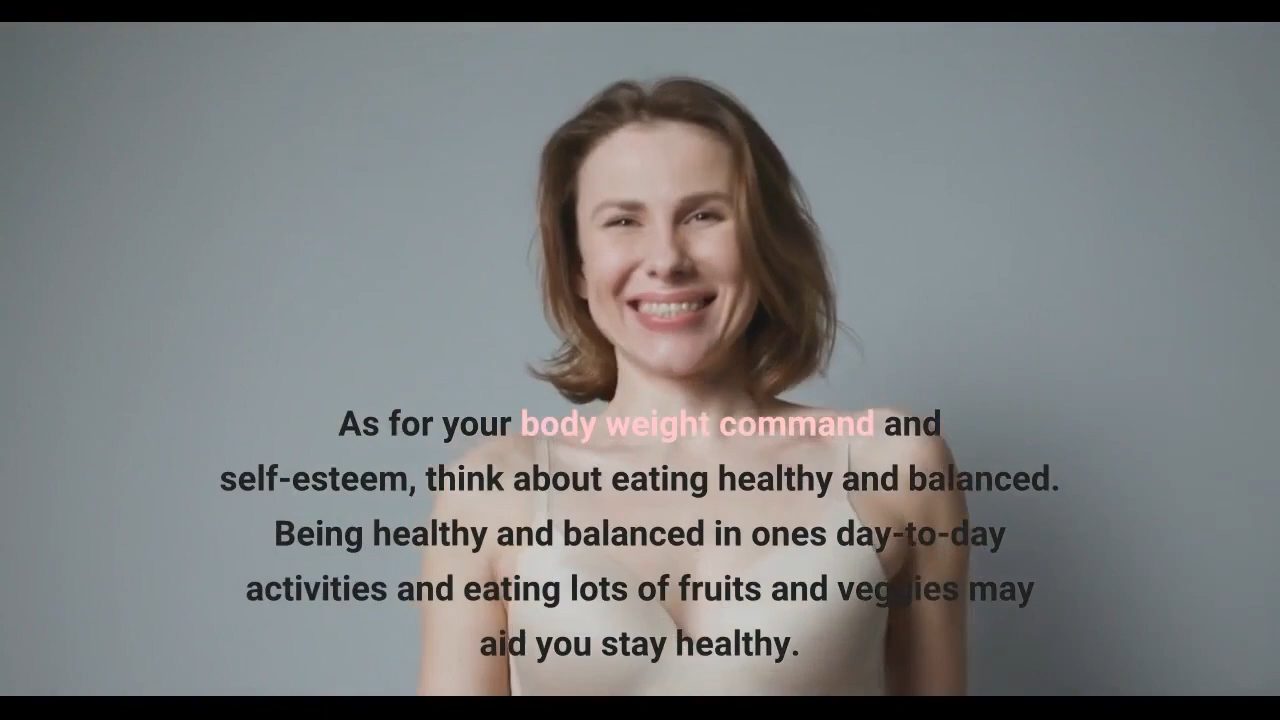 As for your body weight command and
self-esteem, think about eating healthy and balanced.
Being healthy and balanced in ones day-to-day
activities and eating lots of fruits and veggies may
aid you stay healthy.